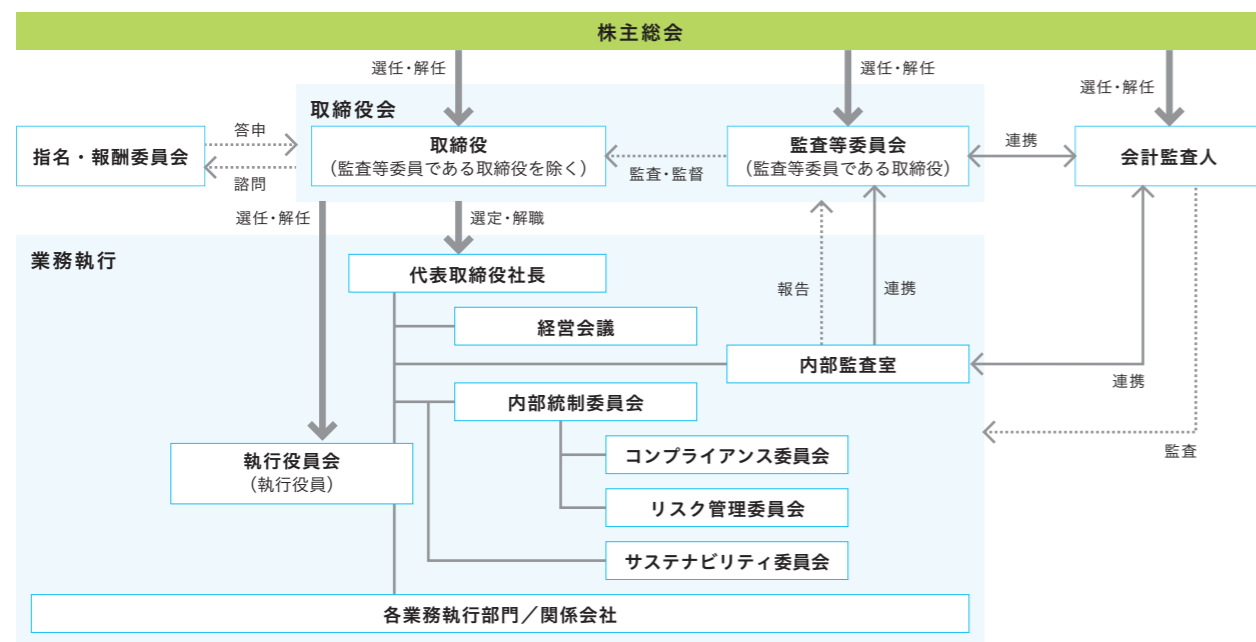 株主総会
選任・解任
選任・解任
選任・解任
取締役会
指名・報酬委員会
答申
諮問
取締役
（監査等委員である取締役を除く）
監査・監督
監査等委員会
（監査等委員である取締役）
連携
会計監査人
選任・解任
選定・解職
業務執行
代表取締役社長
報告
連携
経営会議
内部監査室
連携
内部統制委員会
監査
執行役員会
（執行役員）
コンプライアンス委員会
リスク管理委員会
サステナビリティ委員会
各業務執行部門／関係会社